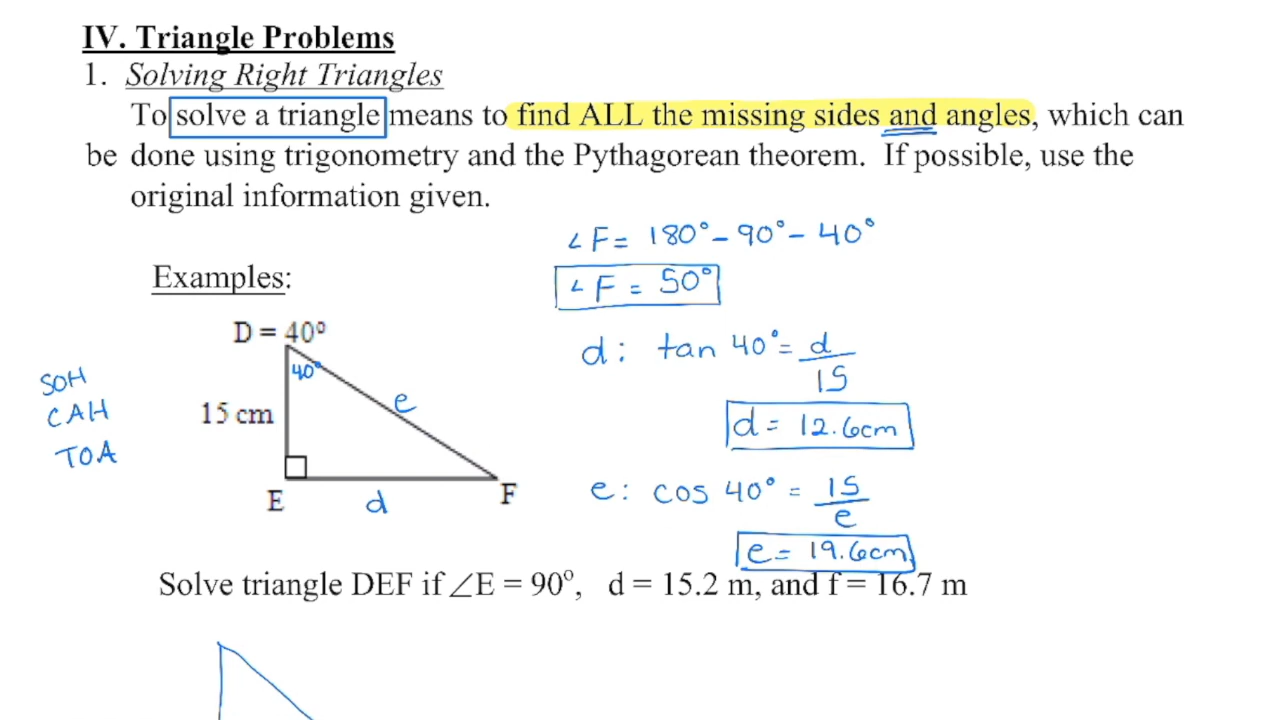 IV. Triangle Problems
1. Solving Right Triangles
To solve a triangle means to find ALL the missing sides and angles, which can
be done using trigonometry and the Pythagorean theorem. If possible, use the
original information given.
∠F = 180° - 90° - 40°
∠F = 50°
Examples:
D = 40º
40°
SOH
CAH
TOA
15 cm
e
E
d
F
d: tan 40° = d/15
d = 12.6cm
e: cos 40° = 15/e
e = 19.6cm
Solve triangle DEF if ∠E = 90º, d = 15.2 m, and f = 16.7 m